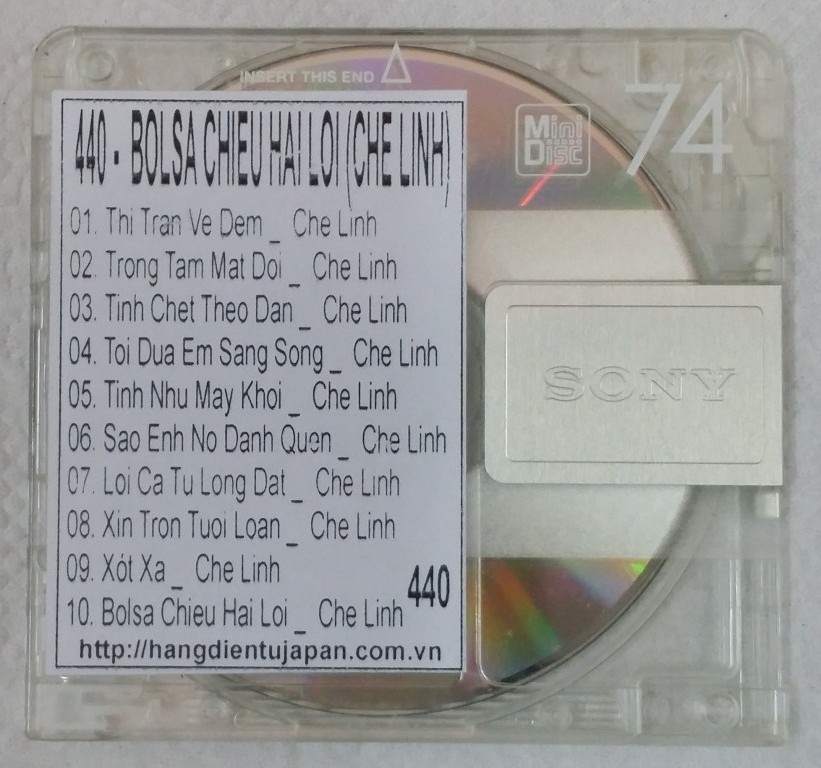 INSERT THIS END
74
Mini Disc
440 - BOLSA CHIEU HAI LOI (CHE LINH)
01. Thi Tran Ve Dem _ Che Linh
02. Trong Tam Mat Doi _ Che Linh
03. Tinh Chet Theo Dan _ Che Linh
04. Toi Dua Em Sang Song _ Che Linh
05. Tinh Nhu May Khoi _ Che Linh
06. Sao Enh No Danh Quen _ Che Linh
07. Loi Ca Tu Long Dat _ Che Linh
08. Xin Tron Tuoi Loan _ Che Linh
09. Xót Xa _ Che Linh
10. Bolsa Chieu Hai Loi _ Che Linh
440
http://hangdientujapan.com.vn
SONY